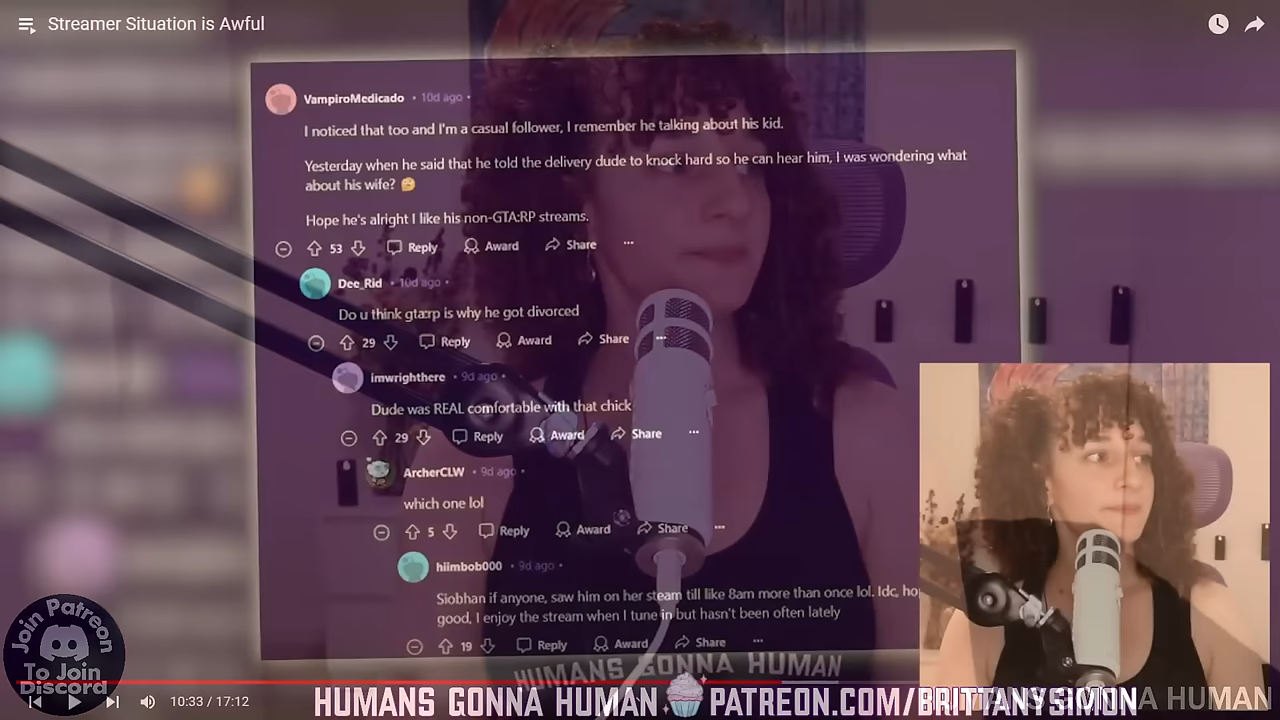 Streamer Situation is Awful
VampiroMedicado • 10d ago •
I noticed that too and I'm a casual follower, I remember he talking about his kid.
Yesterday when he said that he told the delivery dude to knock hard so he can hear him, I was wondering what
about his wife? 🤔
Hope he's alright I like his non-GTA:RP streams.
53 Reply Award Share ...
Dee_Rid • 10d ago •
Do u think gta:rp is why he got divorced
29 Reply Award Share ...
imwrighthere • 9d ago •
Dude was REAL comfortable with that chick
29 Reply Award Share ...
ArcherCLW • 9d ago •
which one lol
5 Reply Award Share ...
hiimbob000 • 9d ago •
Siobhan if anyone, saw him on her steam till like 8am more than once lol. Idc,
good, I enjoy the stream when I tune in but hasn't been often lately
19 Reply Award Share ...
Join Patreon
To Join
Discord
HUMANS GONNA HUMAN
10:33 / 17:12
HUMANS GONNA HUMAN PATREON.COM/BRITTANYSIMON
HUMAN